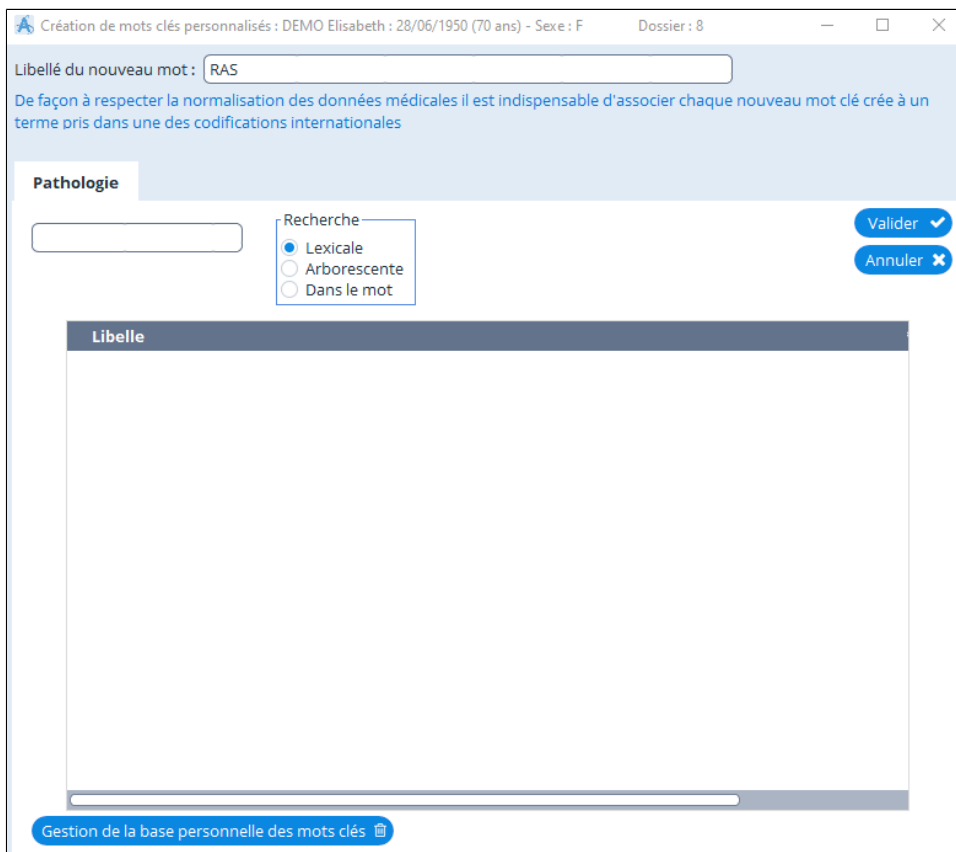 Création de mots clés personnalisés : DEMO Elisabeth : 28/06/1950 (70 ans) - Sexe : F Dossier : 8
Libellé du nouveau mot : RAS
De façon à respecter la normalisation des données médicales il est indispensable d'associer chaque nouveau mot clé crée à un
terme pris dans une des codifications internationales
Pathologie
Recherche
Lexicale
Arborescente
Dans le mot
Valider
Annuler
Libelle
Gestion de la base personnelle des mots clés